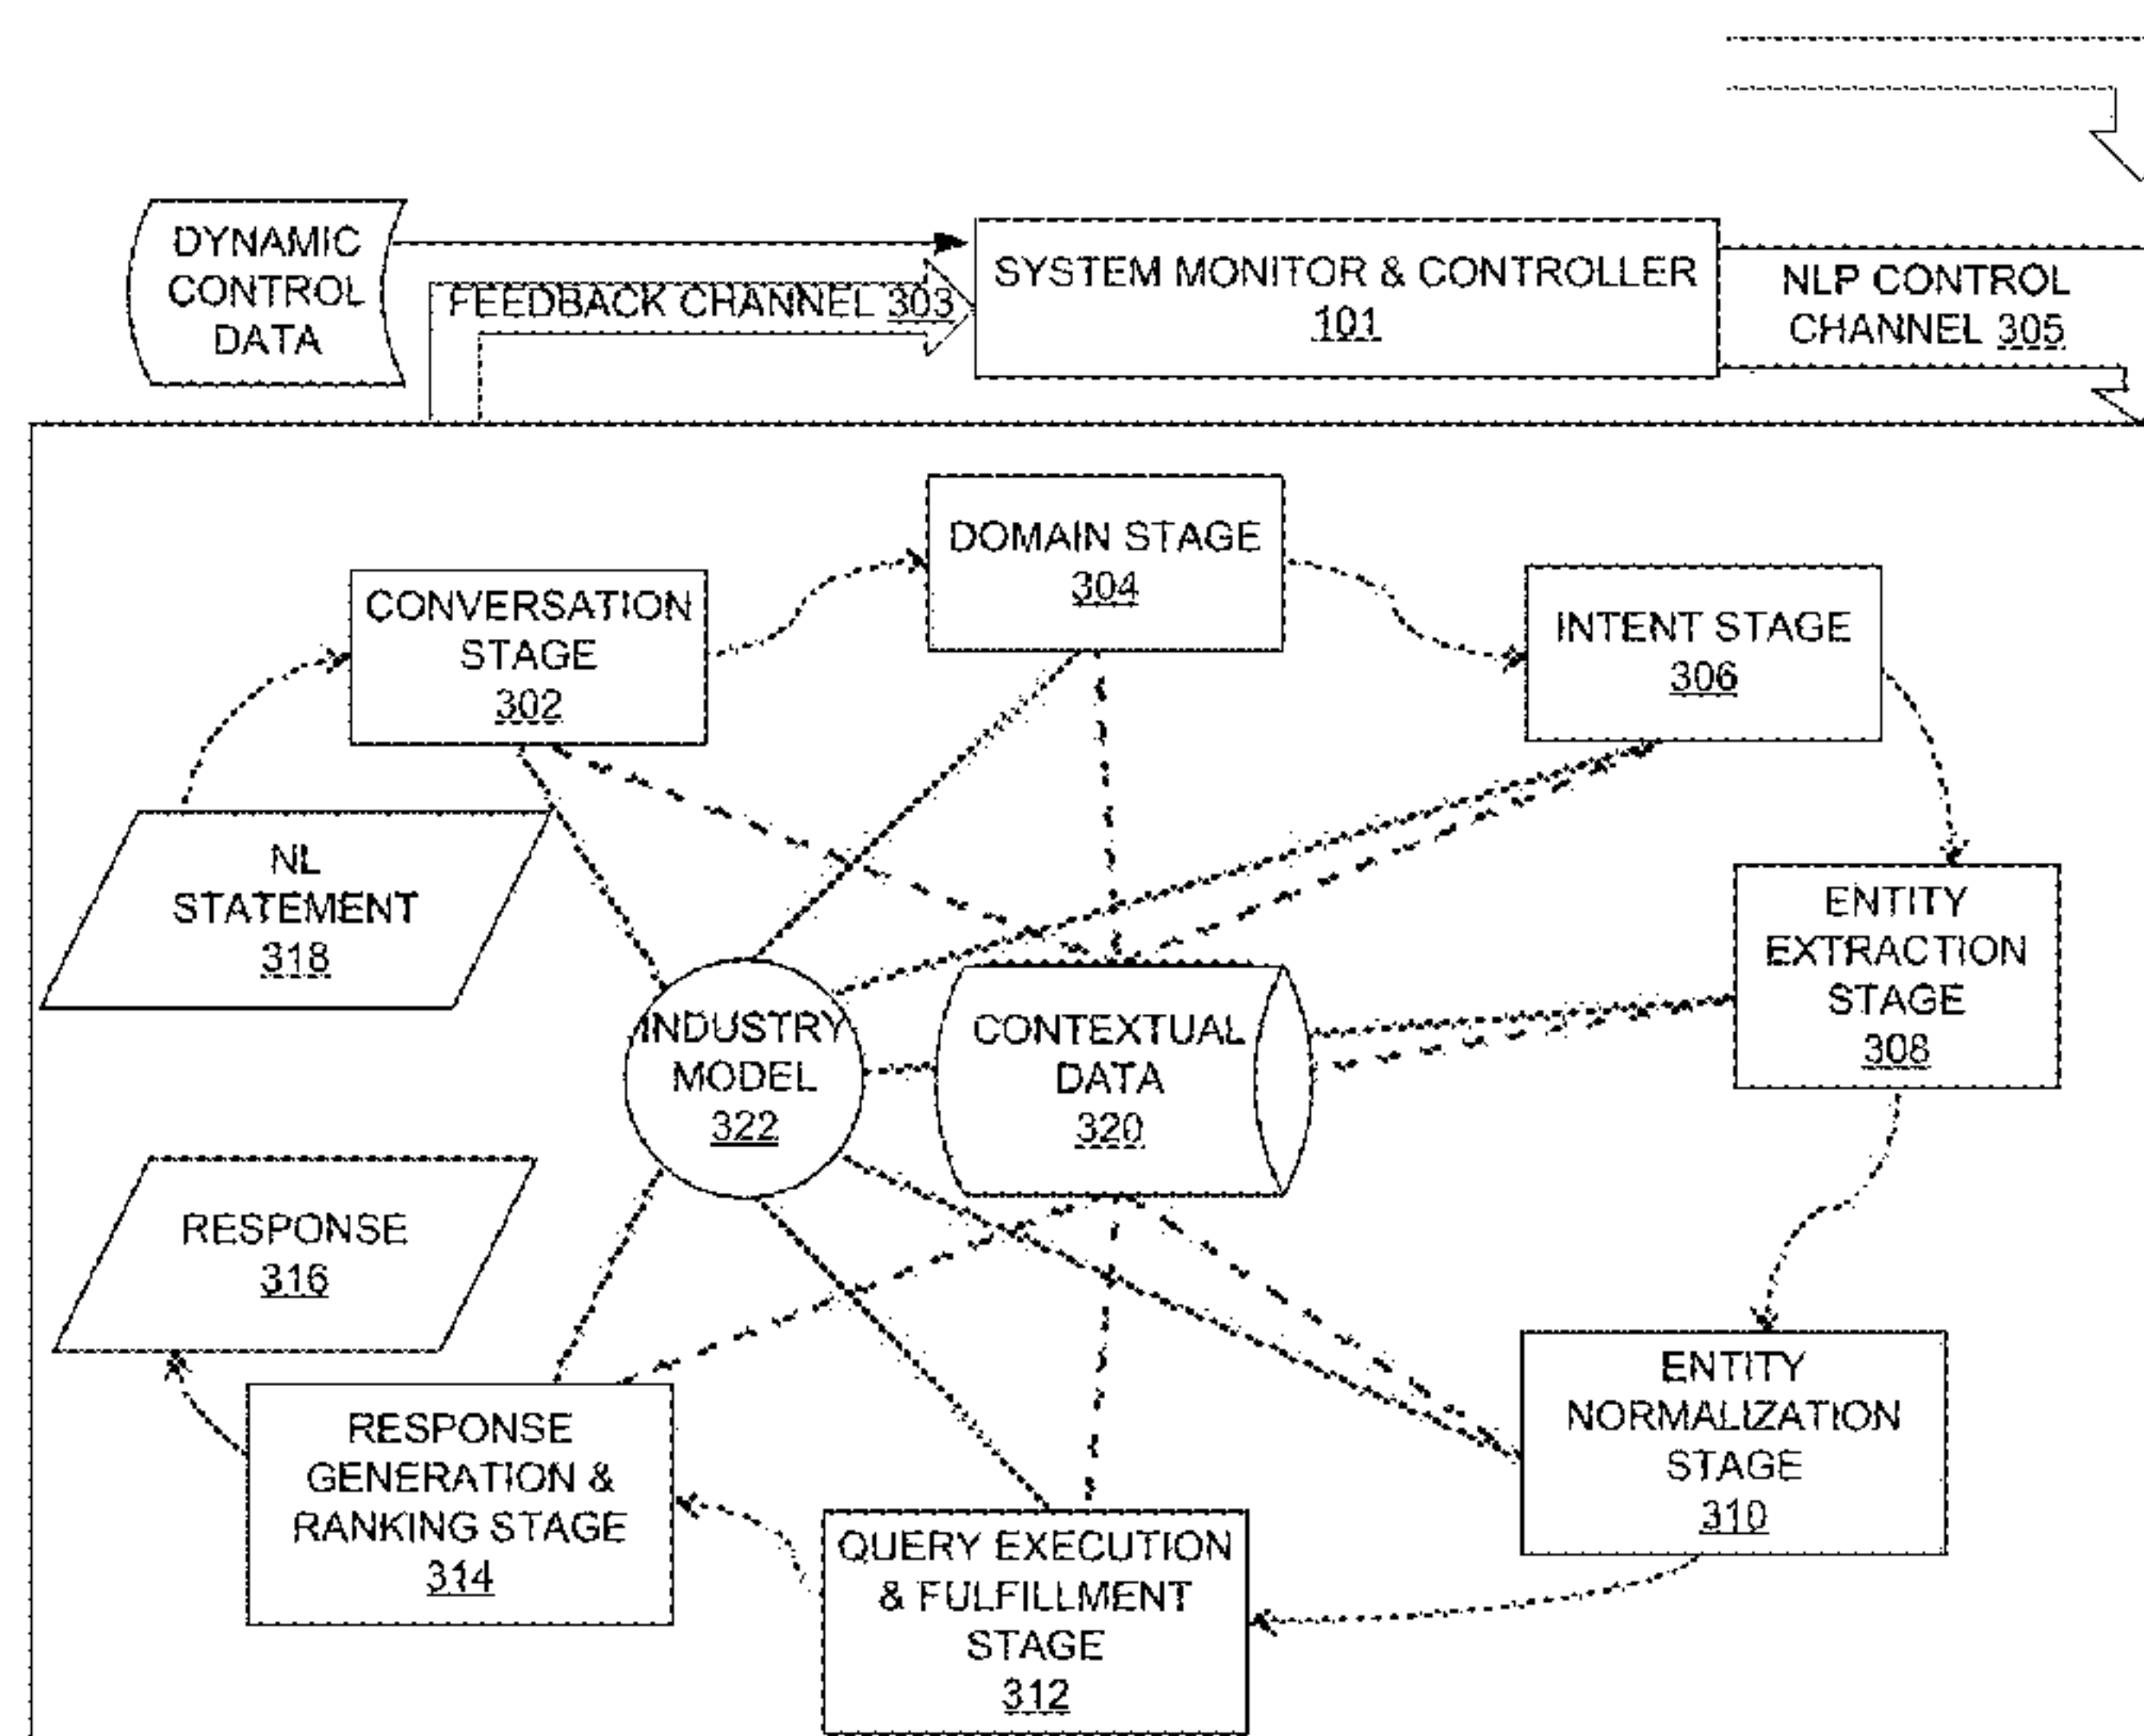 DYNAMIC
CONTROL
DATA
FEEDBACK CHANNEL 303
SYSTEM MONITOR & CONTROLLER
101
NLP CONTROL
CHANNEL 305
DOMAIN STAGE
304
CONVERSATION
STAGE
302
INTENT STAGE
306
NL
STATEMENT
318
ENTITY
EXTRACTION
STAGE
308
INDUSTRY
MODEL
322
CONTEXTUAL
DATA
320
RESPONSE
316
ENTITY
NORMALIZATION
STAGE
310
RESPONSE
GENERATION &
RANKING STAGE
314
QUERY EXECUTION
& FULFILLMENT
STAGE
312